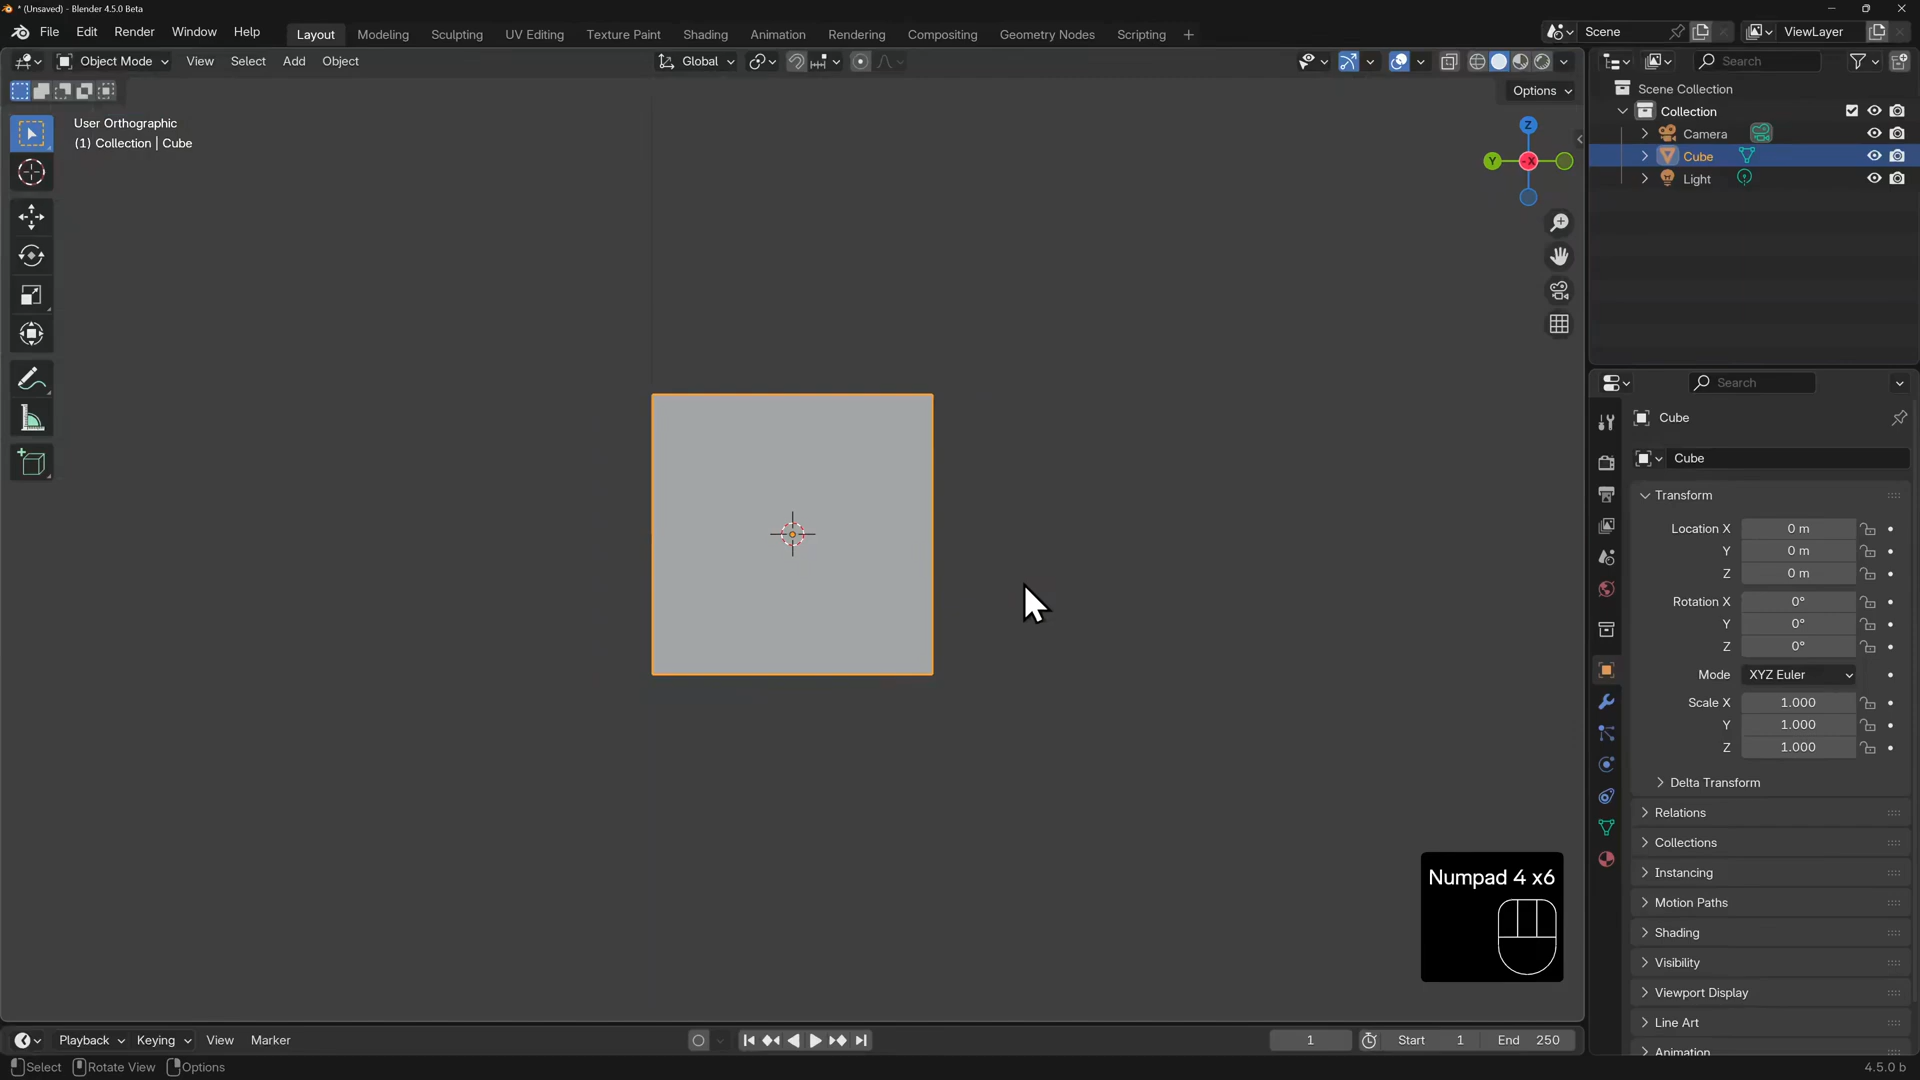 * (Unsaved) - Blender 4.5.0 Beta
File Edit Render Window Help
Layout Modeling Sculpting UV Editing Texture Paint Shading Animation Rendering Compositing Geometry Nodes Scripting
Scene
ViewLayer
Object Mode View Select Add Object
Global
Options
User Orthographic
(1) Collection | Cube
Z
Y
-X
Search
Scene Collection
Collection
Camera
Cube
Light
Search
Cube
Cube
Transform
Location X 0 m
Y 0 m
Z 0 m
Rotation X 0°
Y 0°
Z 0°
Mode XYZ Euler
Scale X 1.000
Y 1.000
Z 1.000
Delta Transform
Relations
Collections
Instancing
Motion Paths
Shading
Visibility
Viewport Display
Line Art
Animation
Numpad 4 x6
Playback Keying View Marker
1
Start 1
End 250
Select Rotate View Options
4.5.0 b